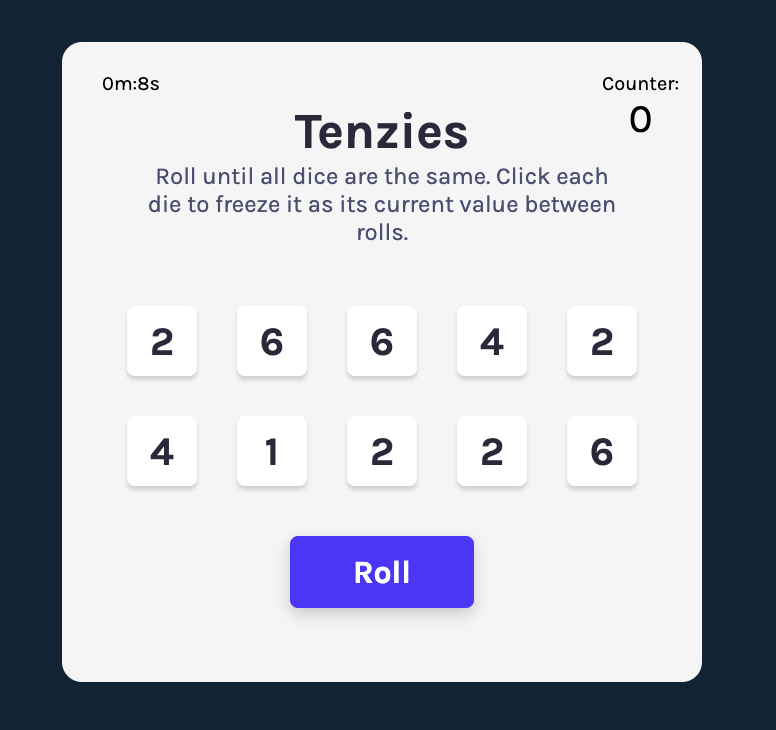 0m:8s
Counter:
0
Tenzies
Roll until all dice are the same. Click each
die to freeze it as its current value between
rolls.
2 6 6 4 2
4 1 2 2 6
Roll